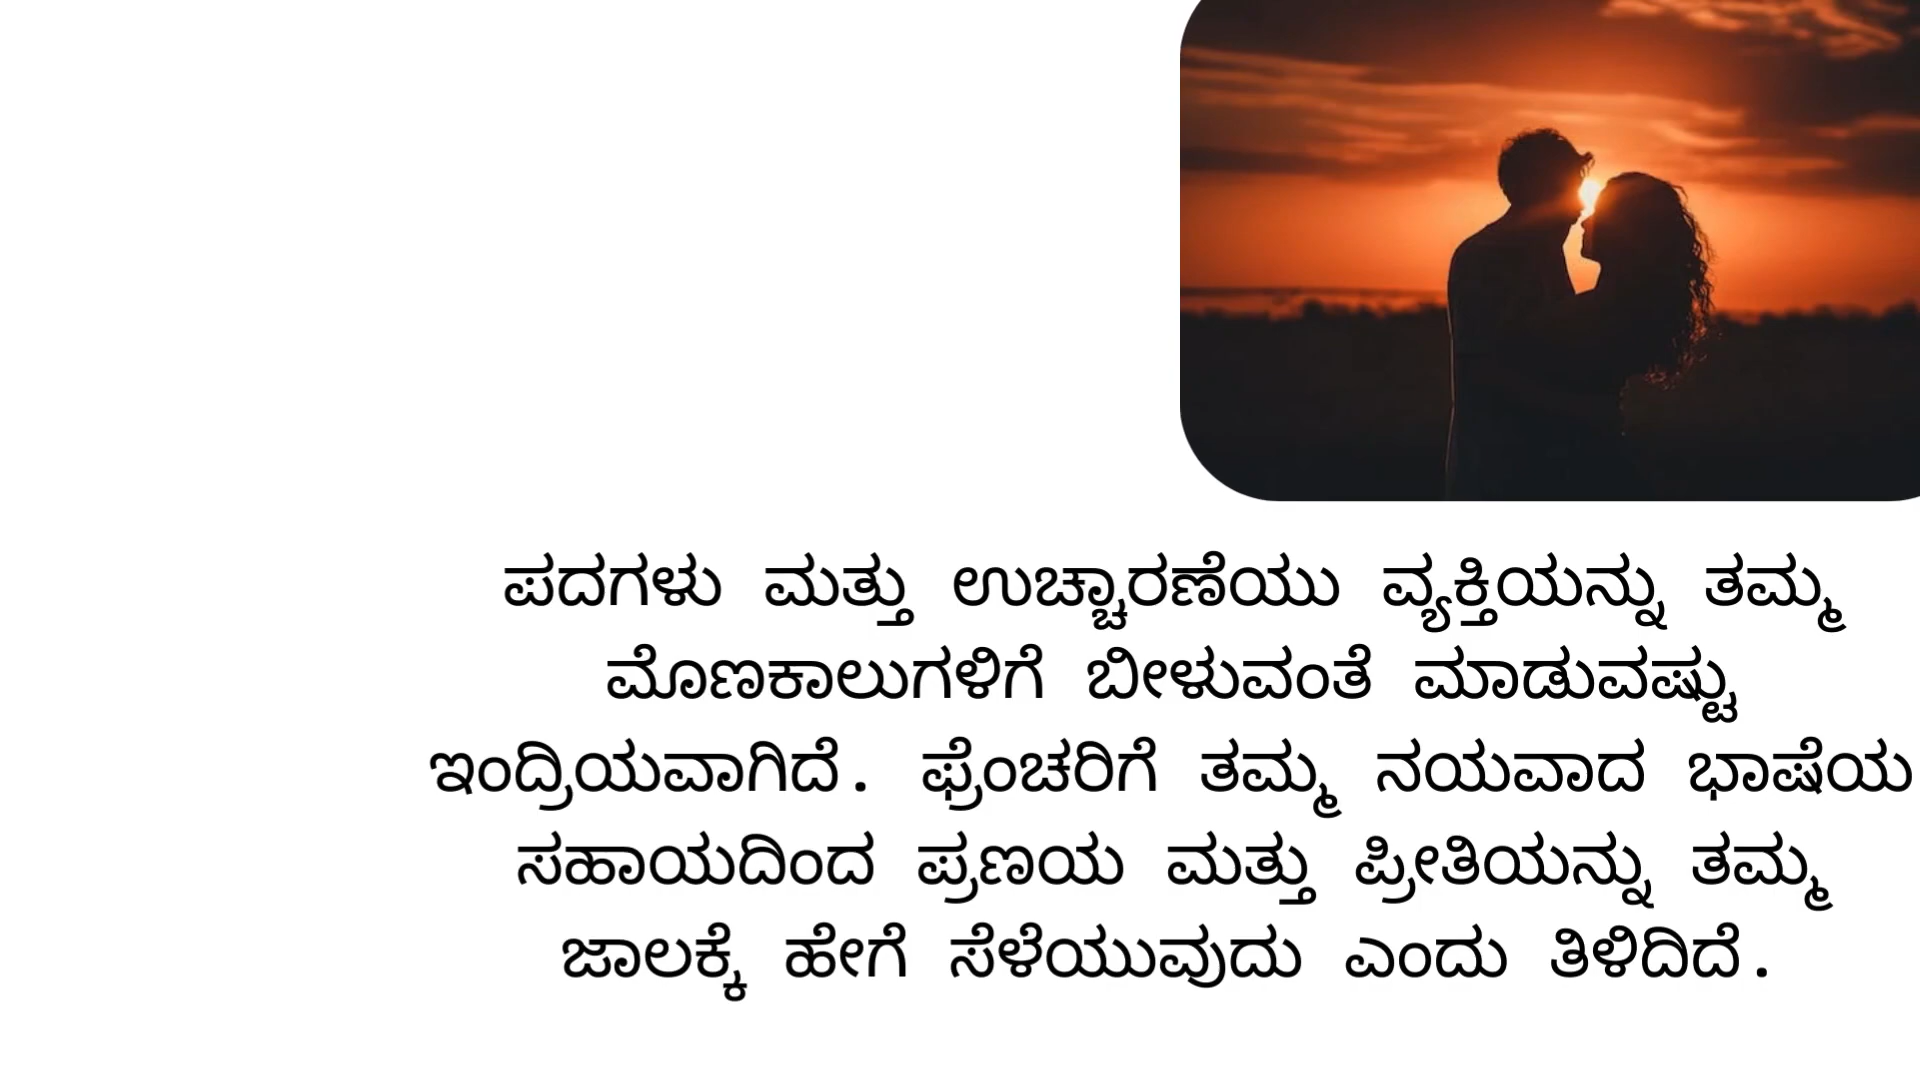 ಪದಗಳು ಮತ್ತು ಉಚ್ಚಾರಣೆಯು ವ್ಯಕ್ತಿಯನ್ನು ತಮ್ಮ
ಮೊಣಕಾಲುಗಳಿಗೆ ಬೀಳುವಂತೆ ಮಾಡುವಷ್ಟು
ಇಂದ್ರಿಯವಾಗಿದೆ. ಫ್ರೆಂಚರಿಗೆ ತಮ್ಮ ನಯವಾದ ಭಾಷೆಯ
ಸಹಾಯದಿಂದ ಪ್ರಣಯ ಮತ್ತು ಪ್ರೀತಿಯನ್ನು ತಮ್ಮ
ಜಾಲಕ್ಕೆ ಹೇಗೆ ಸೆಳೆಯುವುದು ಎಂದು ತಿಳಿದಿದೆ.